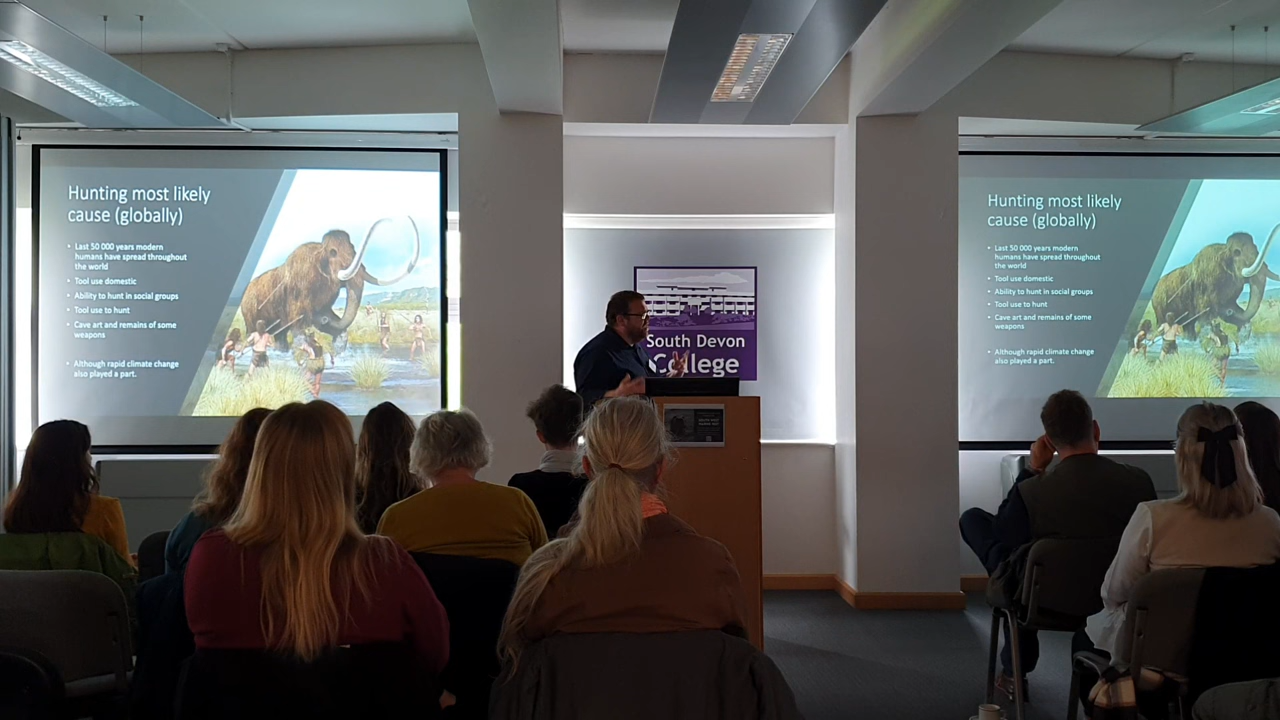 Hunting most likely
cause (globally)
• Last 50 000 years modern
humans have spread throughout
the world
• Tool use domestic
• Ability to hunt in social groups
• Tool use to hunt
• Cave art and remains of some
weapons
• Although rapid climate change
also played a part.
South Devon
College
Hunting most likely
cause (globally)
• Last 50 000 years modern
humans have spread throughout
the world
• Tool use domestic
• Ability to hunt in social groups
• Tool use to hunt
• Cave art and remains of some
weapons
• Although rapid climate change
also played a part.